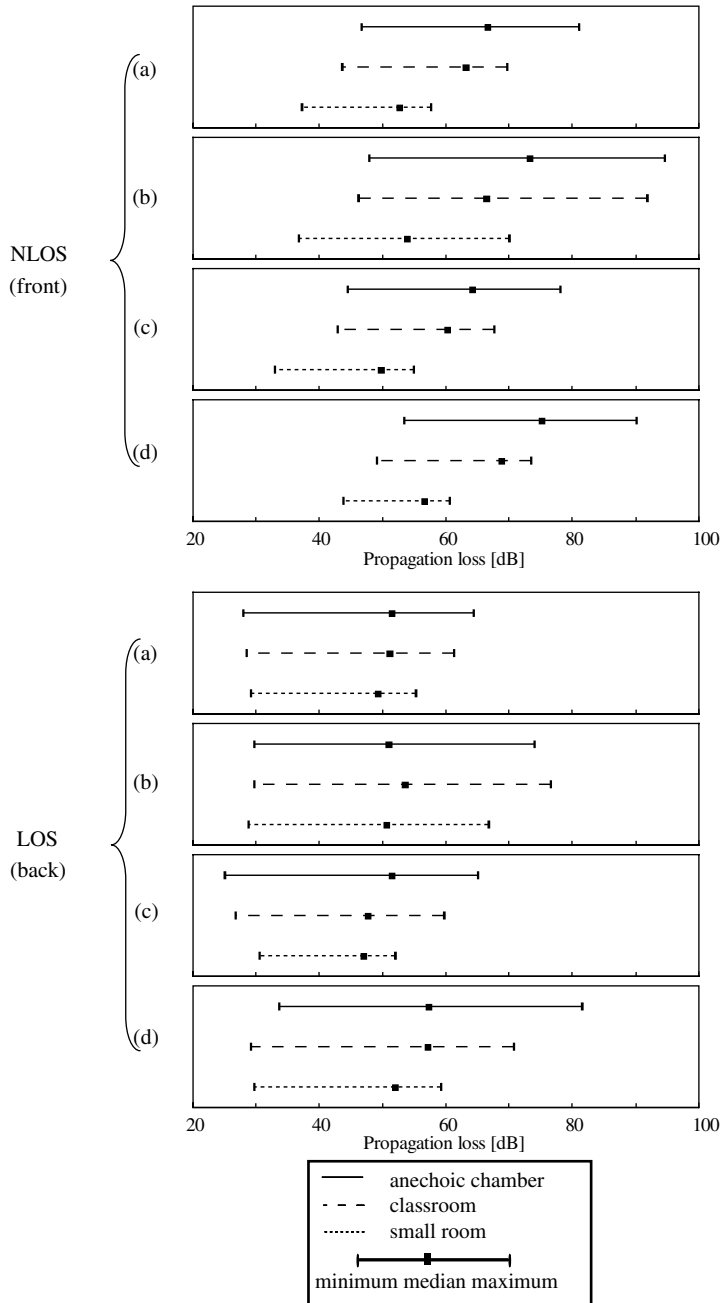 (a)
(b)
NLOS
(front)
(c)
(d)
20 40 60 80 100
Propagation loss [dB]
(a)
(b)
LOS
(back)
(c)
(d)
20 40 60 80 100
Propagation loss [dB]
anechoic chamber
classroom
small room
minimum median maximum